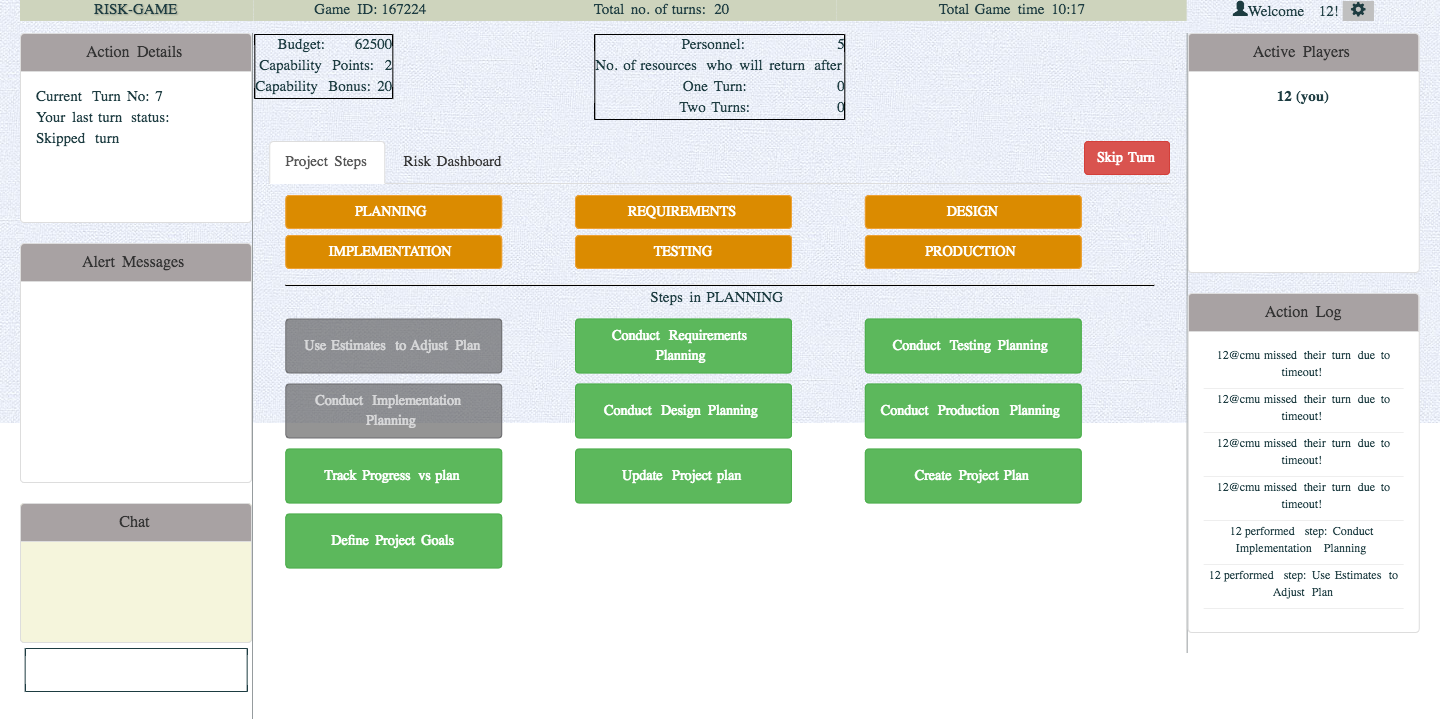 RISK-GAME
Game ID: 167224
Total no. of turns: 20
Total Game time 10:17
Welcome 12!
Action Details
Current Turn No: 7
Your last turn status:
Skipped turn
Alert Messages
Chat
Budget: 62500
Capability Points: 2
Capability Bonus: 20
Personnel: 5
No. of resources who will return after
One Turn: 0
Two Turns: 0
Project Steps
Risk Dashboard
Skip Turn
PLANNING
REQUIREMENTS
DESIGN
IMPLEMENTATION
TESTING
PRODUCTION
Steps in PLANNING
Use Estimates to Adjust Plan
Conduct Requirements
Planning
Conduct Testing Planning
Conduct Implementation
Planning
Conduct Design Planning
Conduct Production Planning
Track Progress vs plan
Update Project plan
Create Project Plan
Define Project Goals
Active Players
12 (you)
Action Log
12@cmu missed their turn due to
timeout!
12@cmu missed their turn due to
timeout!
12@cmu missed their turn due to
timeout!
12@cmu missed their turn due to
timeout!
12 performed step: Conduct
Implementation Planning
12 performed step: Use Estimates to
Adjust Plan